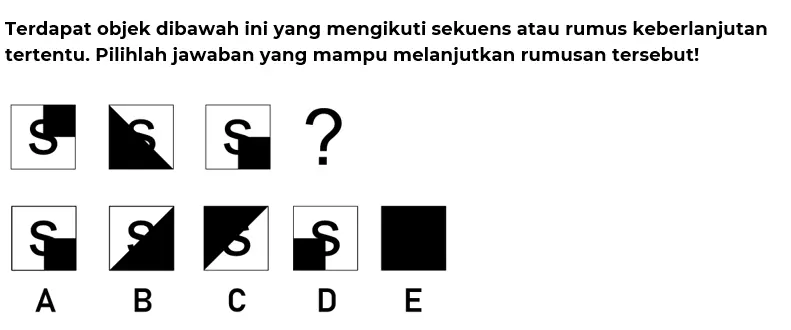 Terdapat objek dibawah ini yang mengikuti sekuens atau rumus keberlanjutan
tertentu. Pilihlah jawaban yang mampu melanjutkan rumusan tersebut!
S S S ?
S S S S
A B C D E